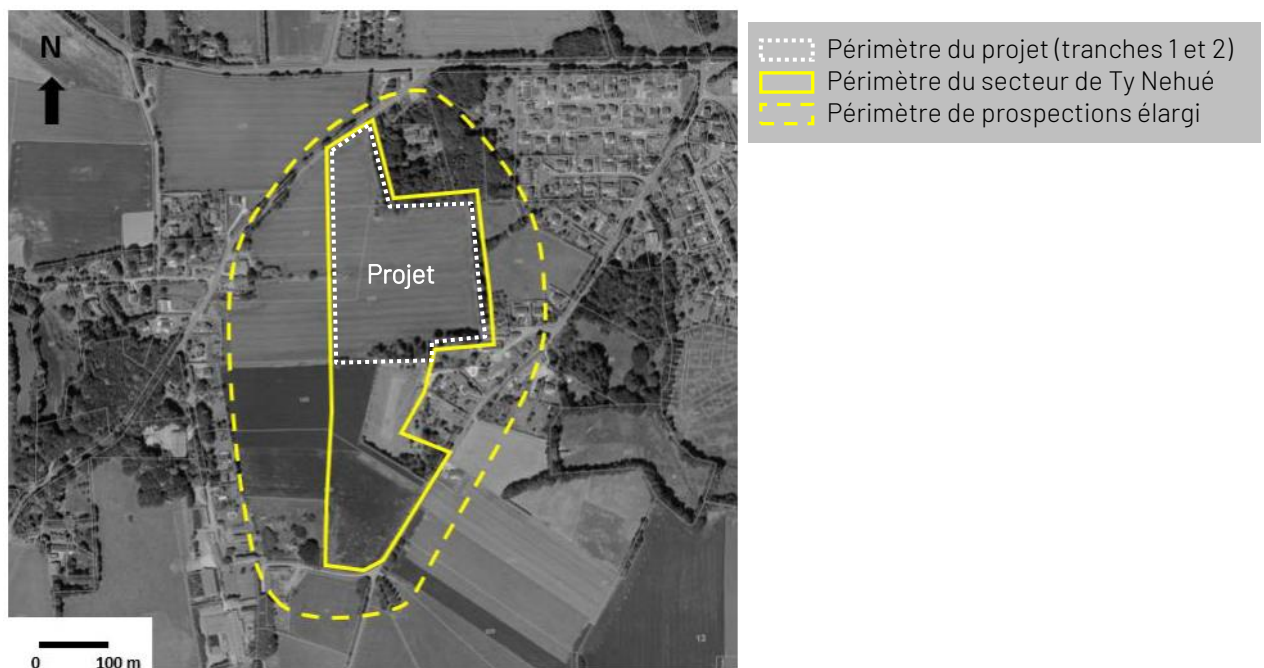 N
Projet
0 100 m
13
Périmètre du projet (tranches 1 et 2)
Périmètre du secteur de Ty Nehué
Périmètre de prospections élargi